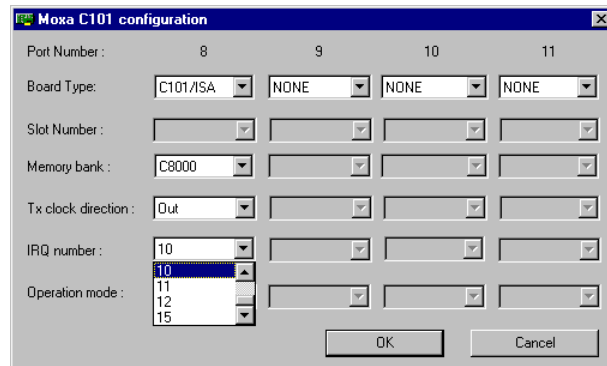 Moxa C101 configuration
Port Number : 8 9 10 11
Board Type: C101/ISA NONE NONE NONE
Slot Number :
Memory bank : C8000
Tx clock direction : Out
IRQ number : 10
10
11
12
15
Operation mode :
OK Cancel